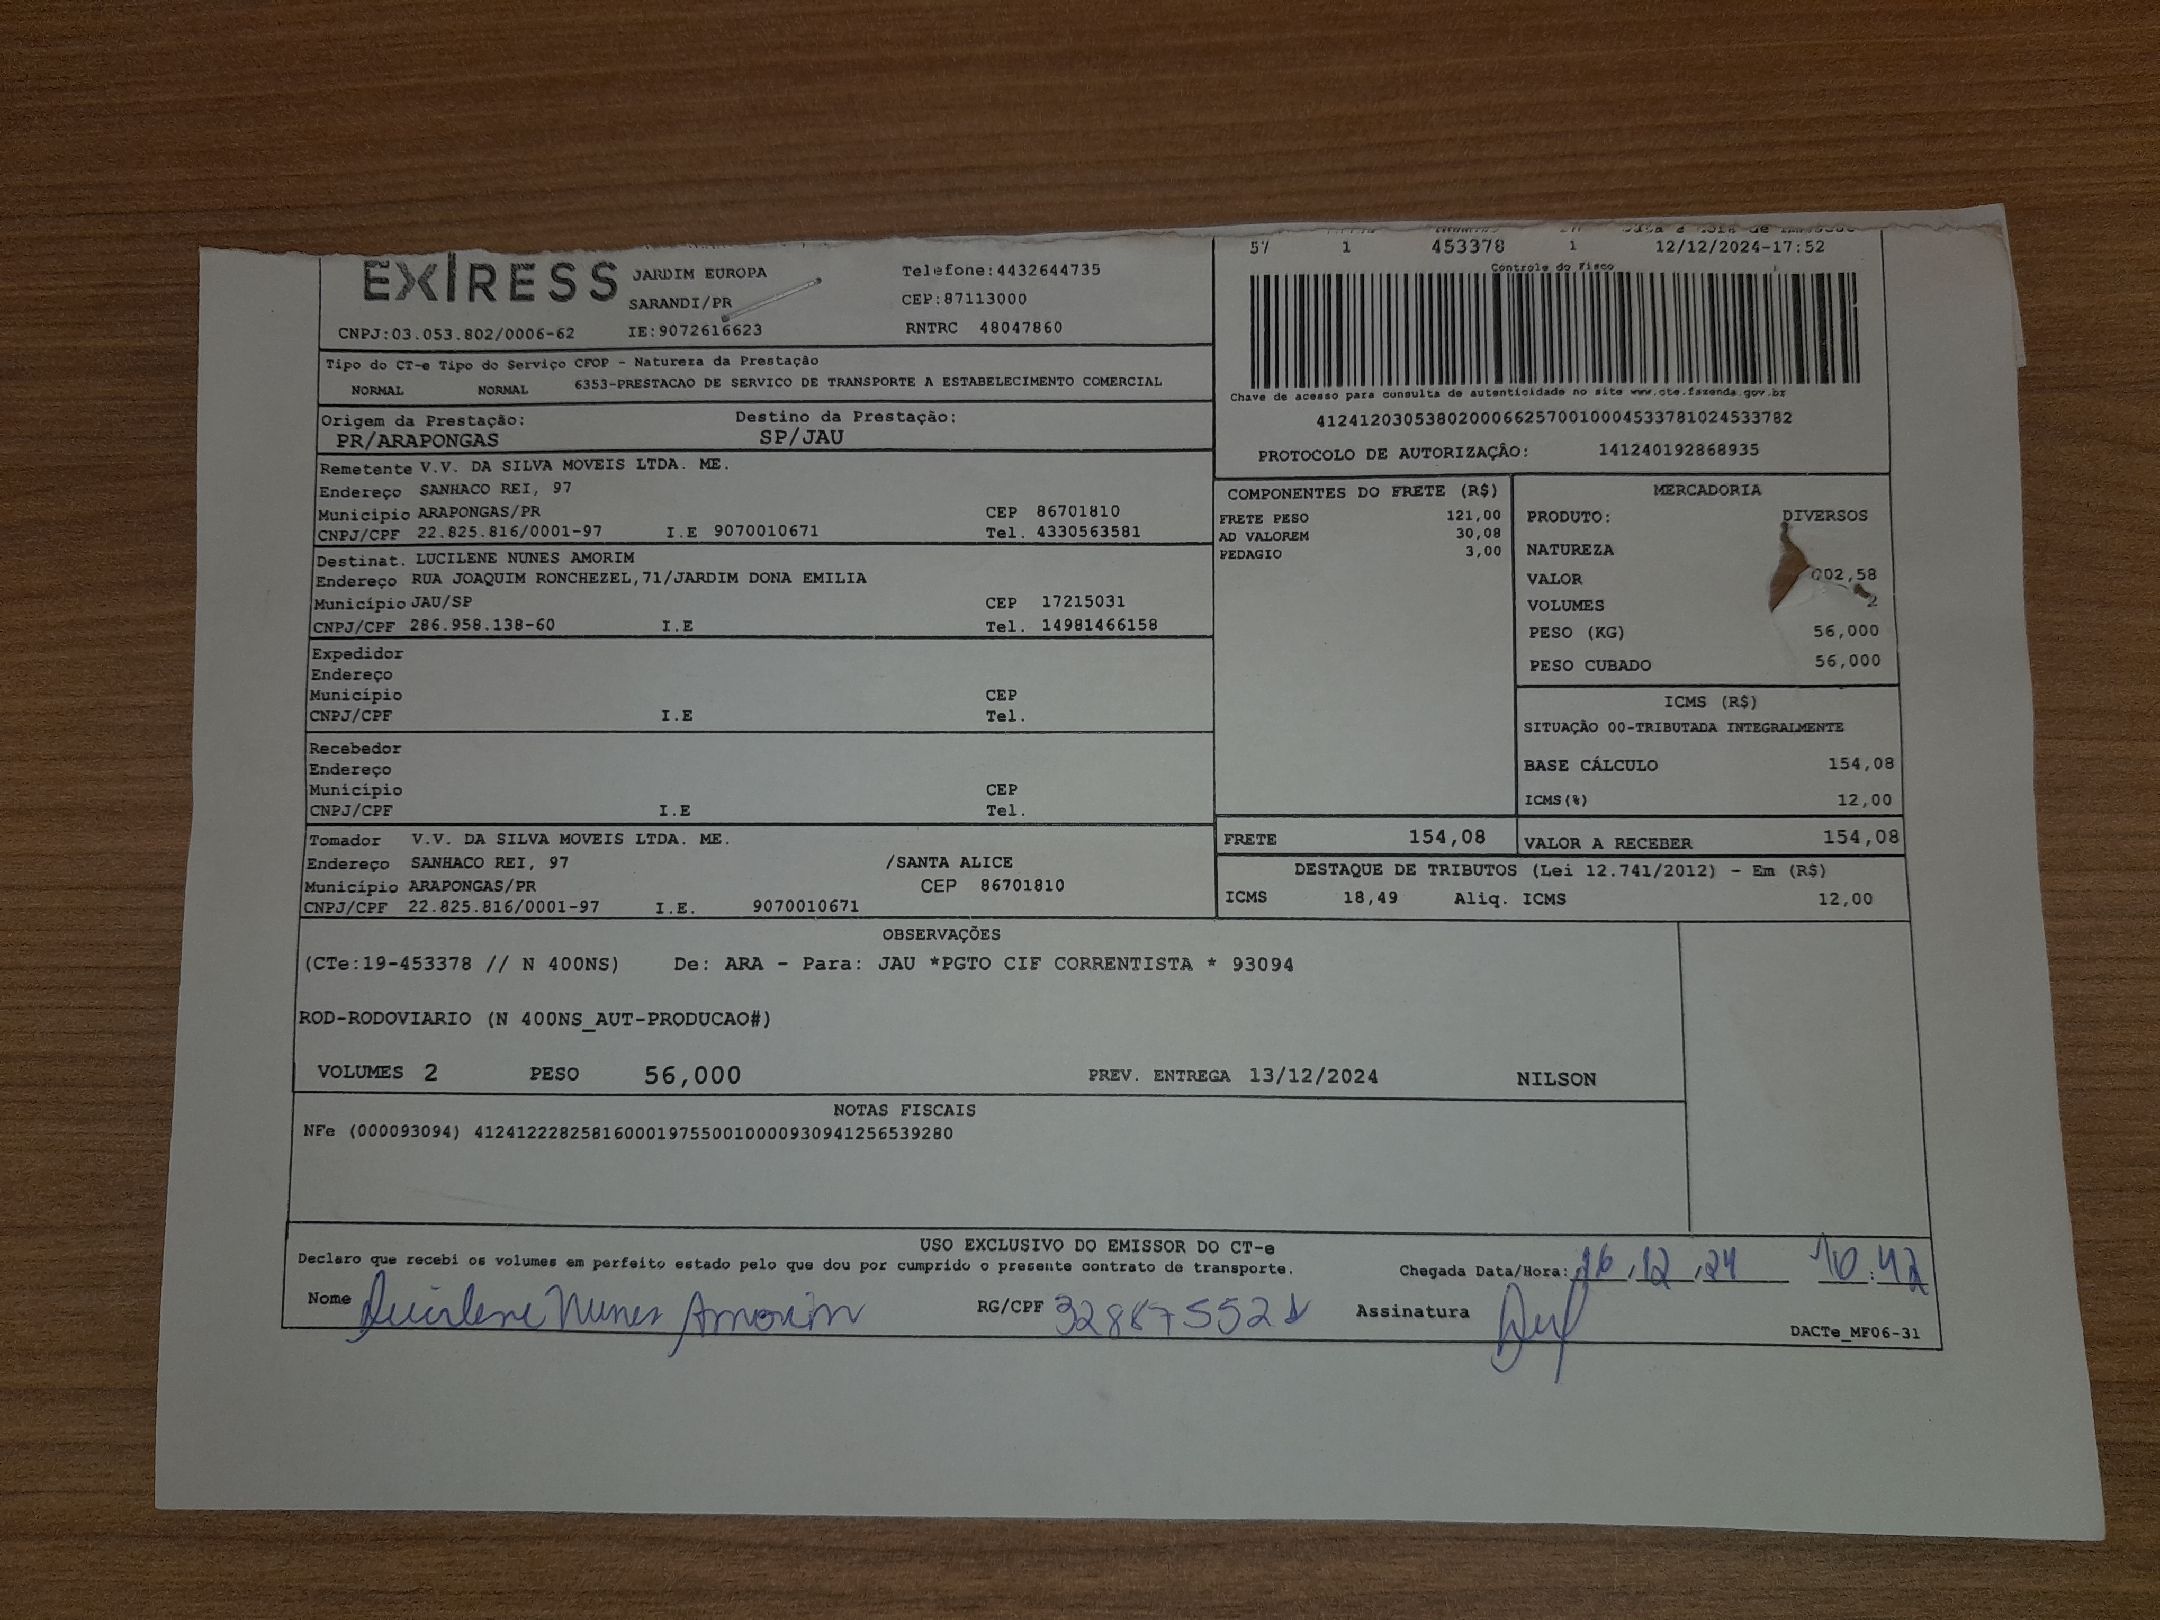 57 1 453378 1 12/12/2024-17:52
EXPRESS JARDIM EUROPA Telefone:4432644735
SARANDI/PR CEP:87113000
CNPJ:03.053.802/0006-62 IE:9072616623 RNTRC 48047860
Controle do Fisco
Chave de acesso para consulta de autenticidade no site www.cte.fazenda.gov.br
41241203053802000662570010004533781024533782
PROTOCOLO DE AUTORIZAÇÃO: 141240192868935
Tipo do CT-e Tipo do Serviço CFOP - Natureza da Prestação
NORMAL NORMAL 6353-PRESTACAO DE SERVICO DE TRANSPORTE A ESTABELECIMENTO COMERCIAL
Origem da Prestação: Destino da Prestação:
PR/ARAPONGAS SP/JAU
Remetente V.V. DA SILVA MOVEIS LTDA. ME.
Endereço SANHACO REI, 97
Município ARAPONGAS/PR CEP 86701810
CNPJ/CPF 22.825.816/0001-97 I.E 9070010671 Tel. 4330563581
Destinat. LUCILENE NUNES AMORIM
Endereço RUA JOAQUIM RONCHEZEL,71/JARDIM DONA EMILIA
Município JAU/SP CEP 17215031
CNPJ/CPF 286.958.138-60 I.E Tel. 14981466158
Expedidor
Endereço
Município CEP
CNPJ/CPF I.E Tel.
Recebedor
Endereço
Município CEP
CNPJ/CPF I.E Tel.
Tomador V.V. DA SILVA MOVEIS LTDA. ME.
Endereço SANHACO REI, 97 /SANTA ALICE
Município ARAPONGAS/PR CEP 86701810
CNPJ/CPF 22.825.816/0001-97 I.E. 9070010671
COMPONENTES DO FRETE (R$)
FRETE PESO 121,00
AD VALOREM 30,08
PEDAGIO 3,00
MERCADORIA
PRODUTO: DIVERSOS
NATUREZA
VALOR 002,58
VOLUMES 2
PESO (KG) 56,000
PESO CUBADO 56,000
ICMS (R$)
SITUAÇÃO 00-TRIBUTADA INTEGRALMENTE
BASE CÁLCULO 154,08
ICMS(%) 12,00
FRETE 154,08 VALOR A RECEBER 154,08
DESTAQUE DE TRIBUTOS (Lei 12.741/2012) - Em (R$)
ICMS 18,49 Aliq. ICMS 12,00
OBSERVAÇÕES
(CTe:19-453378 // N 400NS) De: ARA - Para: JAU *PGTO CIF CORRENTISTA * 93094
ROD-RODOVIARIO (N 400NS_AUT-PRODUCAO#)
VOLUMES 2 PESO 56,000 PREV. ENTREGA 13/12/2024 NILSON
NOTAS FISCAIS
NFe (000093094) 41241222825816000197550010000930941256539280
USO EXCLUSIVO DO EMISSOR DO CT-e
Declaro que recebi os volumes em perfeito estado pelo que dou por cumprido o presente contrato de transporte. Chegada Data/Hora: 16.12.24 10:42
Nome Lucilene Nunes Amorim RG/CPF Assinatura
DACTe_MF06-31